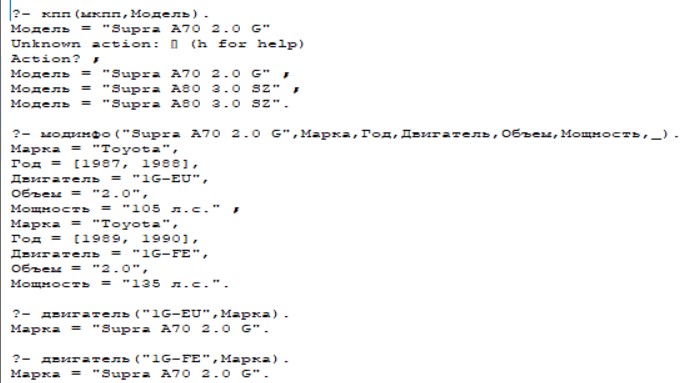 ?- кпп(мкпп,Модель).
Модель = "Supra A70 2.0 G"
Unknown action: ▯ (h for help)
Action? ;
Модель = "Supra A70 2.0 G" ;
Модель = "Supra A80 3.0 SZ" ;
Модель = "Supra A80 3.0 SZ".
?- модинфо("Supra A70 2.0 G",Марка,Год,Двигатель,Объем,Мощность,_).
Марка = "Toyota",
Год = [1987, 1988],
Двигатель = "1G-EU",
Объем = "2.0",
Мощность = "105 л.с." ;
Марка = "Toyota",
Год = [1989, 1990],
Двигатель = "1G-FE",
Объем = "2.0",
Мощность = "135 л.с.".
?- двигатель("1G-EU",Марка).
Марка = "Supra A70 2.0 G".
?- двигатель("1G-FE",Марка).
Марка = "Supra A70 2.0 G".